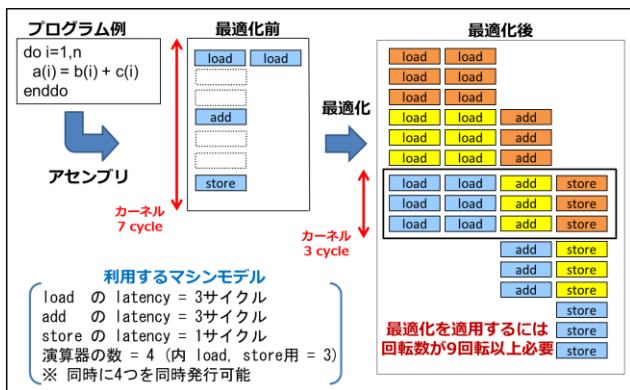 プログラム例
do i=1,n
a(i) = b(i) + c(i)
enddo
アセンブリ
最適化前
load load
add
store
カーネル
7 cycle
最適化
最適化後
load load
load load
load load
load load add
load load add
load load add
load load add store
load load add store
load load add store
add store
add store
add store
store
store
store
カーネル
3 cycle
利用するマシンモデル
load の latency = 3サイクル
add の latency = 3サイクル
store の latency = 1サイクル
演算器の数 = 4 (内 load, store用 = 3)
※ 同時に4つを同時発行可能
最適化を適用するには
回転数が9回転以上必要